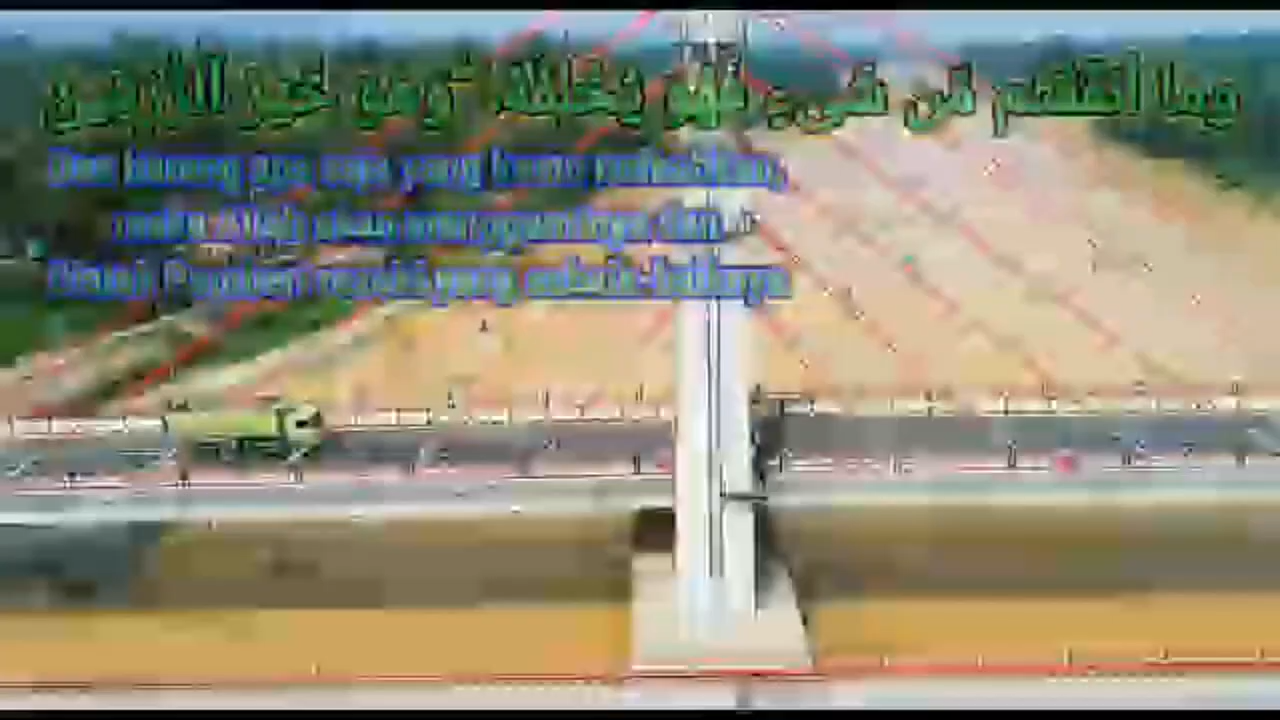 وما أنفقتم من شيء فهو يخلفه وهو خير الرازقين
Dan barang apa saja yang kamu nafkahkan,
maka Allah akan menggantinya dan
Dialah Pemberi rezeki yang sebaik-baiknya